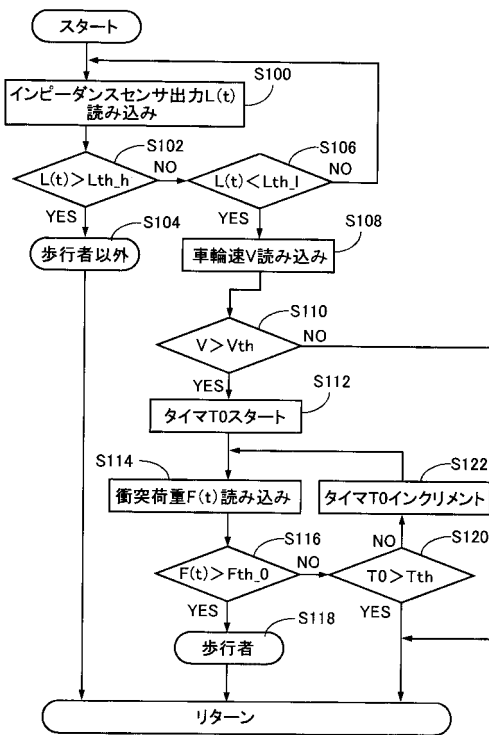 スタート
S100
インピーダンスセンサ出力L(t)
読み込み
S102
L(t)>Lth_h
NO
YES
S106
L(t)<Lth_l
NO
YES
S104
歩行者以外
S108
車輪速V読み込み
S110
V>Vth
NO
YES
S112
タイマT0スタート
S114
衝突荷重F(t)読み込み
S122
タイマT0インクリメント
S116
F(t)>Fth_0
NO
YES
S120
NO
T0>Tth
YES
S118
歩行者
リターン